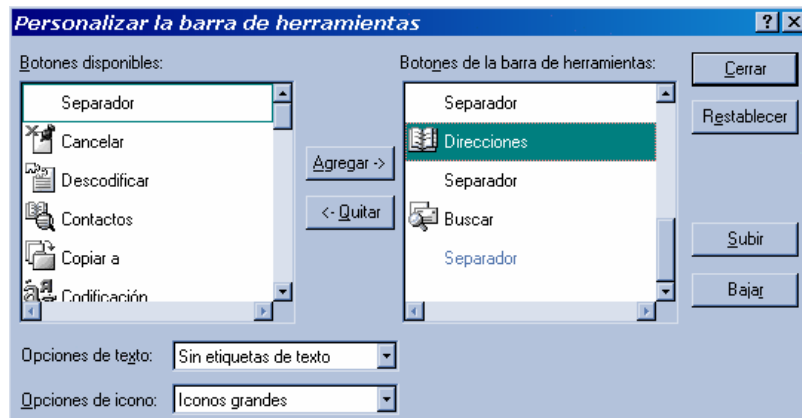 Personalizar la barra de herramientas
Botones disponibles:
Separador
Cancelar
Descodificar
Contactos
Copiar a
Codificación
Agregar ->
<- Quitar
Botones de la barra de herramientas:
Separador
Direcciones
Separador
Buscar
Separador
Cerrar
Restablecer
Subir
Bajar
Opciones de texto: Sin etiquetas de texto
Opciones de icono: Iconos grandes